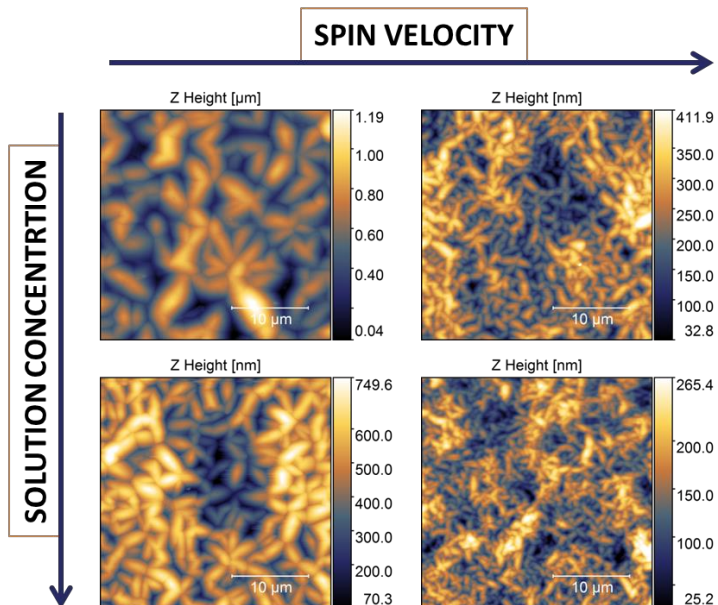 SPIN VELOCITY
SOLUTION CONCENTRTION
Z Height [µm]
1.19
1.00
0.80
0.60
0.40
0.04
10 µm
Z Height [nm]
411.9
350.0
300.0
250.0
200.0
150.0
100.0
32.8
10 µm
Z Height [nm]
749.6
600.0
500.0
400.0
300.0
200.0
70.3
10 µm
Z Height [nm]
265.4
200.0
150.0
100.0
25.2
10 µm